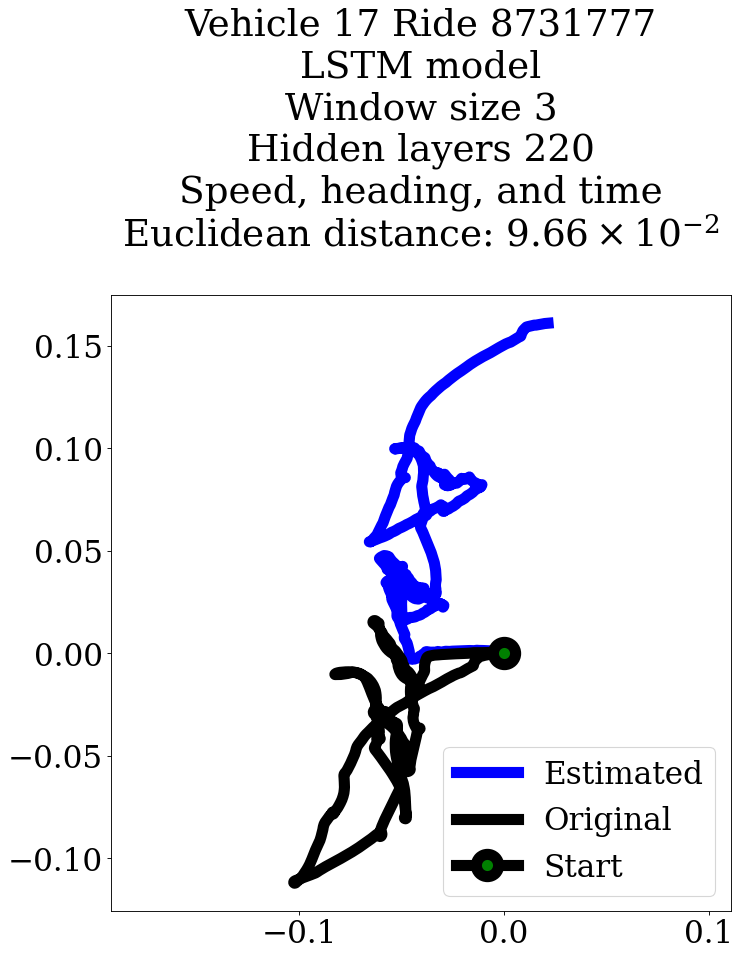 Vehicle 17 Ride 8731777
LSTM model
Window size 3
Hidden layers 220
Speed, heading, and time
Euclidean distance: 9.66 × 10⁻²
0.15
0.10
0.05
0.00
−0.05
−0.10
Estimated
Original
Start
−0.1
0.0
0.1